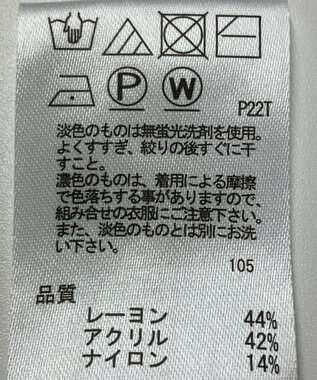 P W
P22T
淡色のものは無蛍光洗剤を使用。
よくすすぎ、絞りの後すぐに干
すこと。
濃色のものは、着用による摩擦
で色落ちする事がありますので、
組み合せの衣服にご注意下さい。
また、淡色のものとは別にお洗
い下さい。
105
品質
レーヨン 44%
アクリル 42%
ナイロン 14%